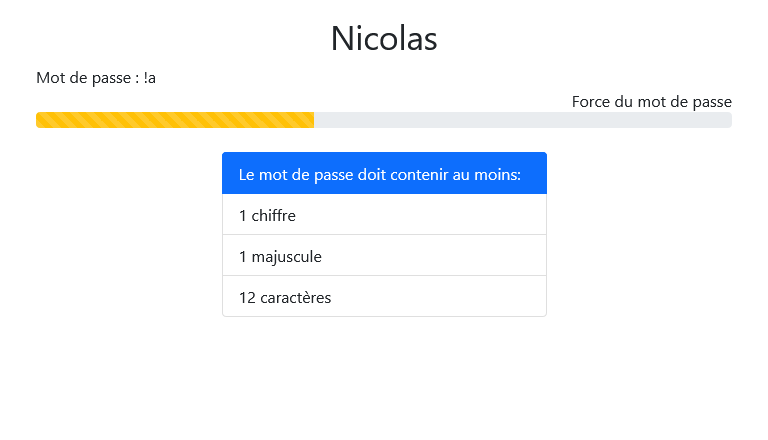 Nicolas
Mot de passe : !a
Force du mot de passe
Le mot de passe doit contenir au moins:
1 chiffre
1 majuscule
12 caractères